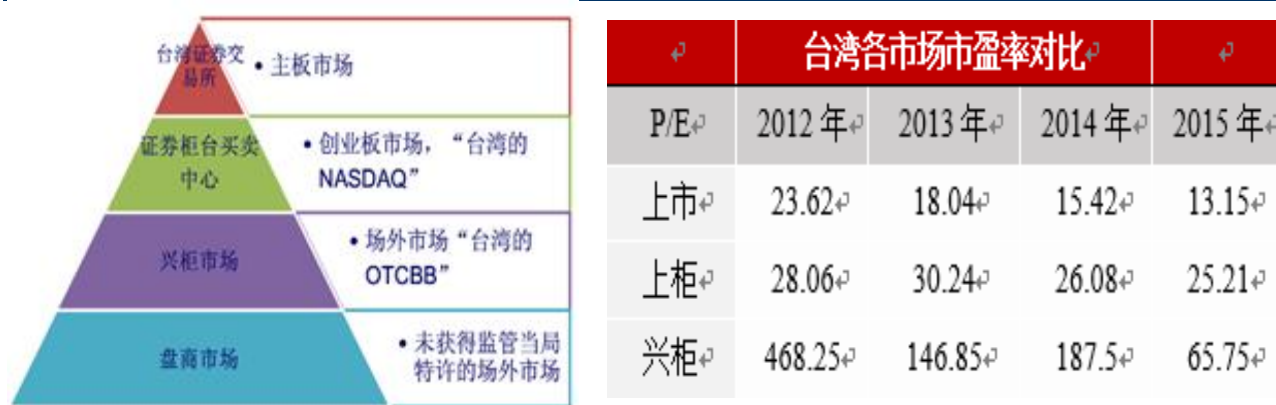 台湾证券交
易所
• 主板市场
证券柜台买卖
中心
• 创业板市场，“台湾的
NASDAQ”
兴柜市场
• 场外市场“台湾的
OTCBB”
盘商市场
• 未获得监管当局
特许的场外市场
台湾各市场市盈率对比
P/E 2012 年 2013 年 2014 年 2015 年
上市 23.62 18.04 15.42 13.15
上柜 28.06 30.24 26.08 25.21
兴柜 468.25 146.85 187.5 65.75